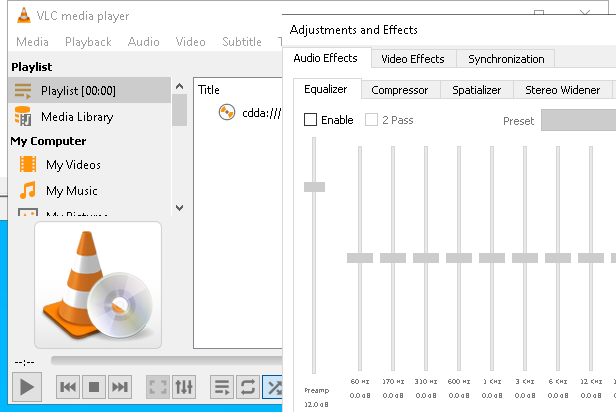 VLC media player
Media Playback Audio Video Subtitle
Playlist
Playlist [00:00]
Media Library
My Computer
My Videos
My Music
My Pictures
Title
cdda:///
--:--
Adjustments and Effects
Audio Effects Video Effects Synchronization
Equalizer Compressor Spatializer Stereo Widener
Enable 2 Pass Preset
60 Hz 170 Hz 310 Hz 600 Hz 1 KHz 3 KHz 6 KHz 12 KHz
Preamp 0.0 dB 0.0 dB 0.0 dB 0.0 dB 0.0 dB 0.0 dB 0.0 dB 0.0 dB
12.0 dB